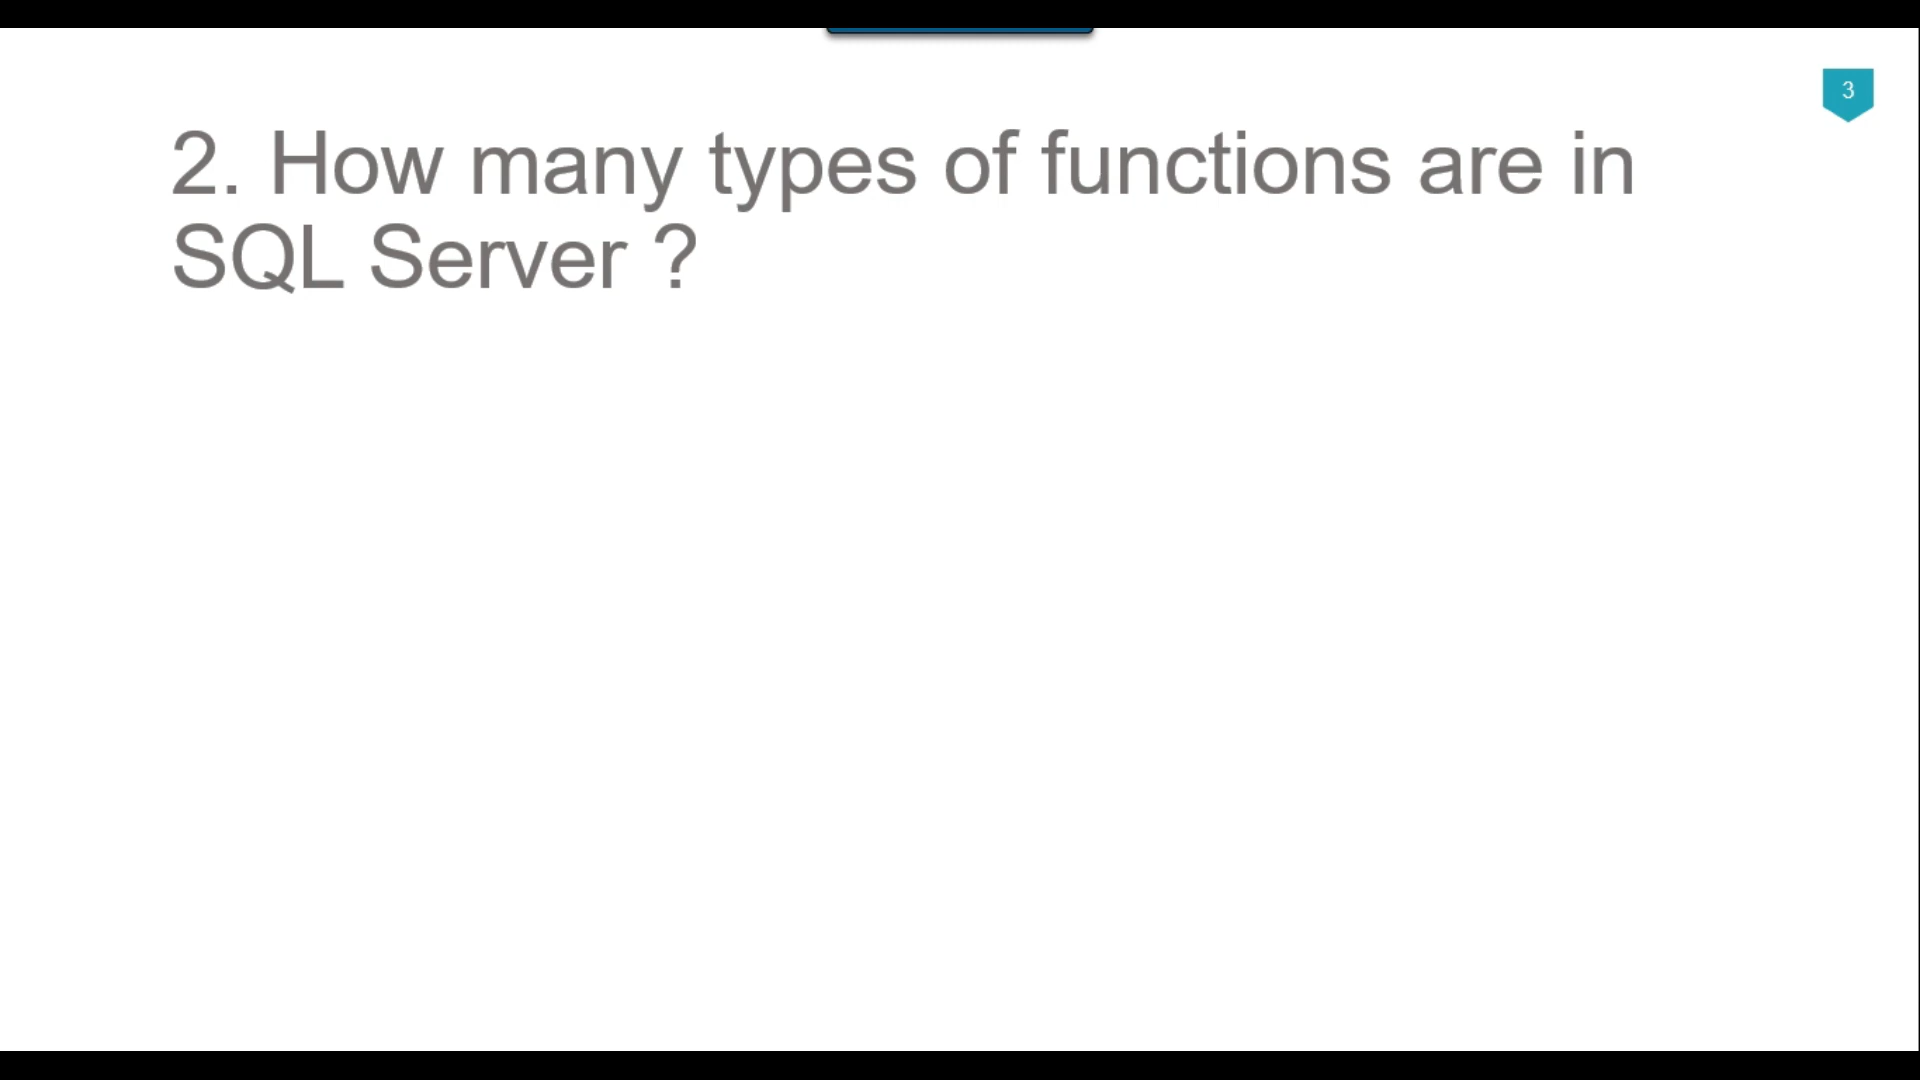 3
2. How many types of functions are in
SQL Server ?